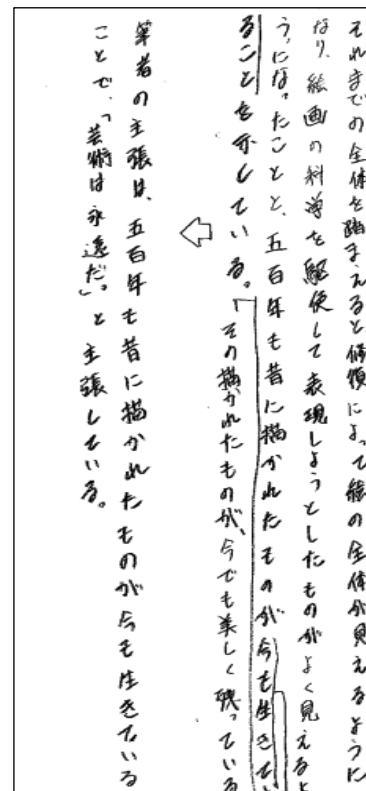 それまでの全体を踏まえると修復によって絵の全体が見えるように
なり、絵画の科学を駆使して表現しようとしたものがよく見えるよ
うになったことと、五百年も昔に描かれたものが今も生きてい
ることを示している。「その描かれたものが、今でも美しく残っている
筆者の主張は、五百年も昔に描かれたものが今も生きている
ことで、「芸術は永遠だ。」と主張している。